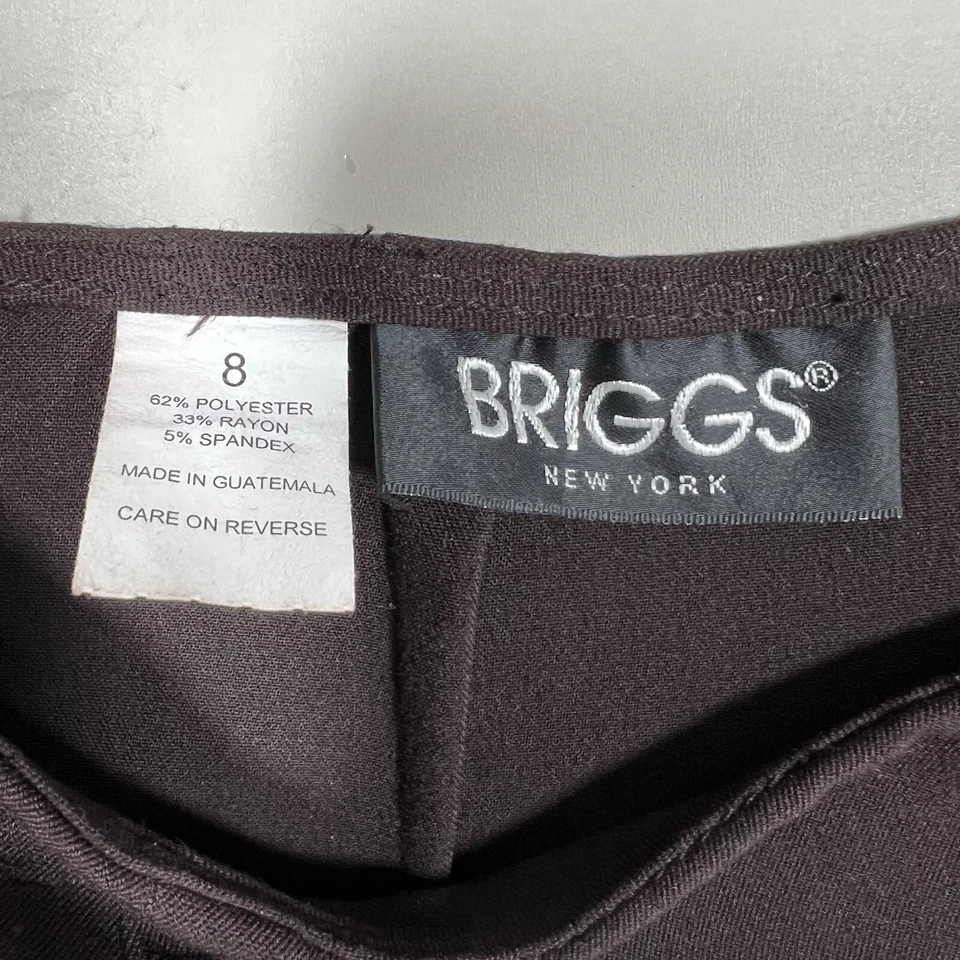 8
62% POLYESTER
33% RAYON
5% SPANDEX
MADE IN GUATEMALA
CARE ON REVERSE
BRIGGS®
NEW YORK